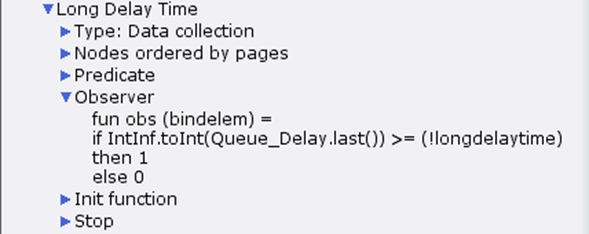 Long Delay Time
Type: Data collection
Nodes ordered by pages
Predicate
Observer
fun obs (bindelem) =
if IntInf.toInt(Queue_Delay.last()) >= (!longdelaytime)
then 1
else 0
Init function
Stop